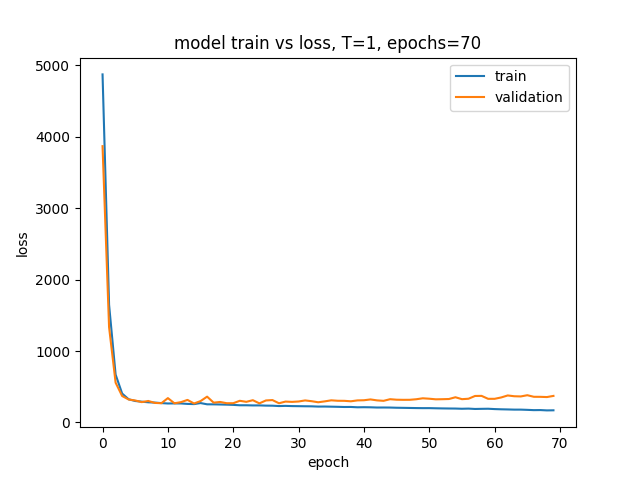 model train vs loss, T=1, epochs=70
train
validation
loss
5000
4000
3000
2000
1000
0
0 10 20 30 40 50 60 70
epoch